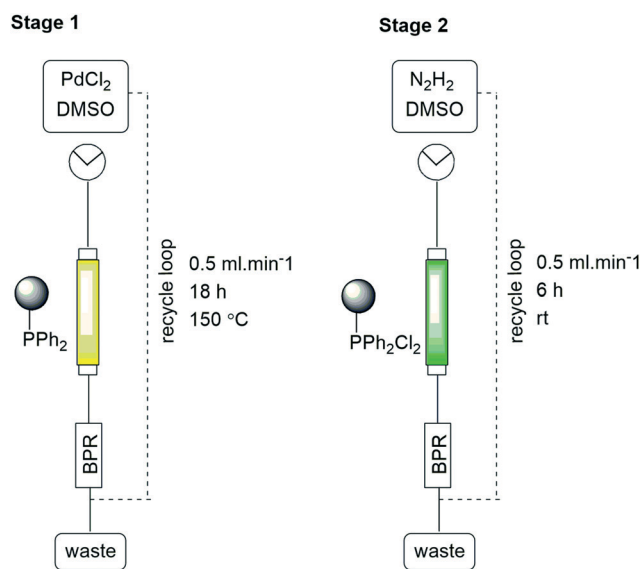 Stage 1
PdCl₂
DMSO
PPh₂
recycle loop
0.5 ml.min⁻¹
18 h
150 °C
BPR
waste
Stage 2
N₂H₂
DMSO
PPh₂Cl₂
recycle loop
0.5 ml.min⁻¹
6 h
rt
BPR
waste